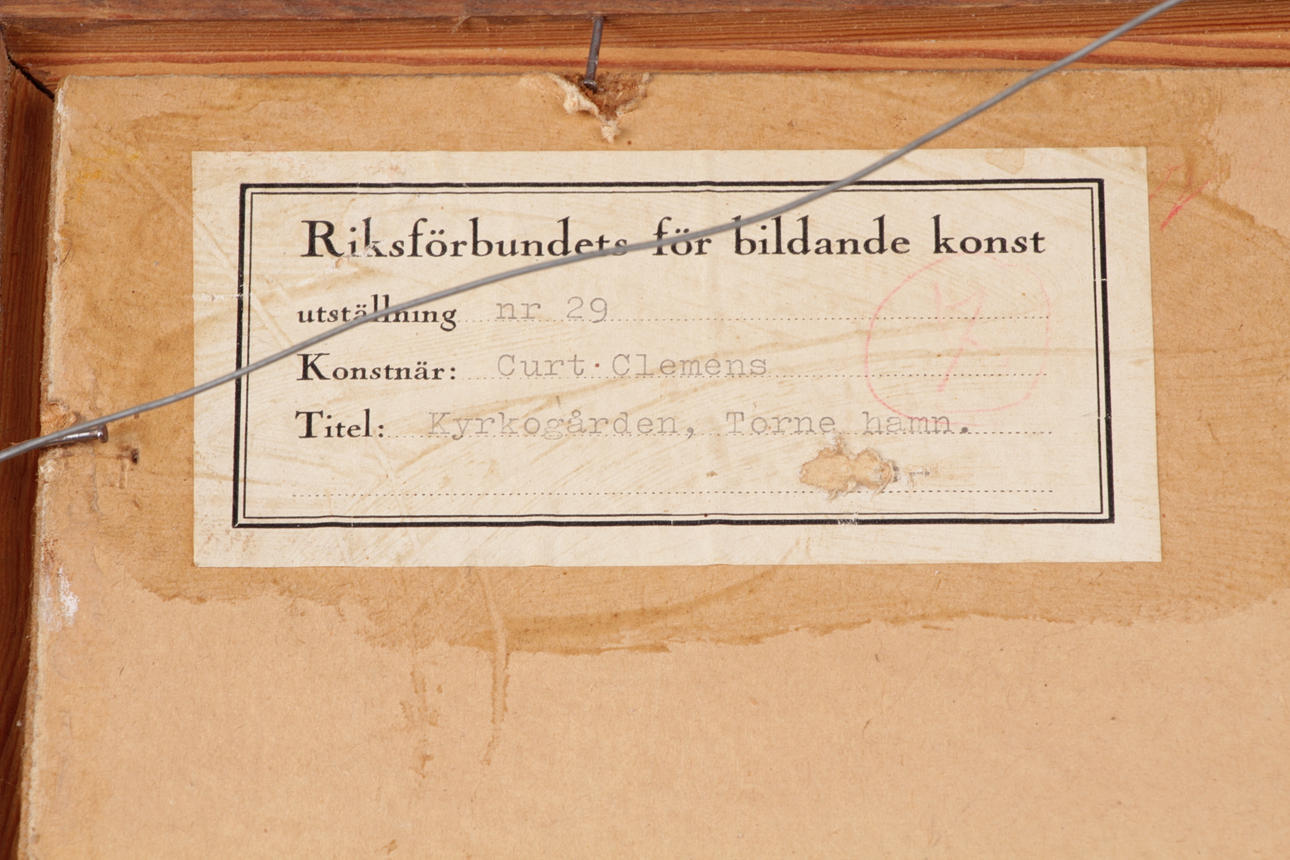 Riksförbundets för bildande konst
utställning nr 29
Konstnär: Curt Clemens
Titel: Kyrkogården, Torne hamn.